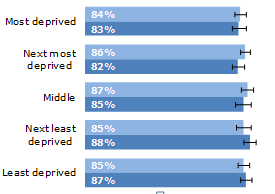 Most deprived
84%
83%
Next most
deprived
86%
82%
Middle
87%
85%
Next least
deprived
85%
88%
Least deprived
85%
87%